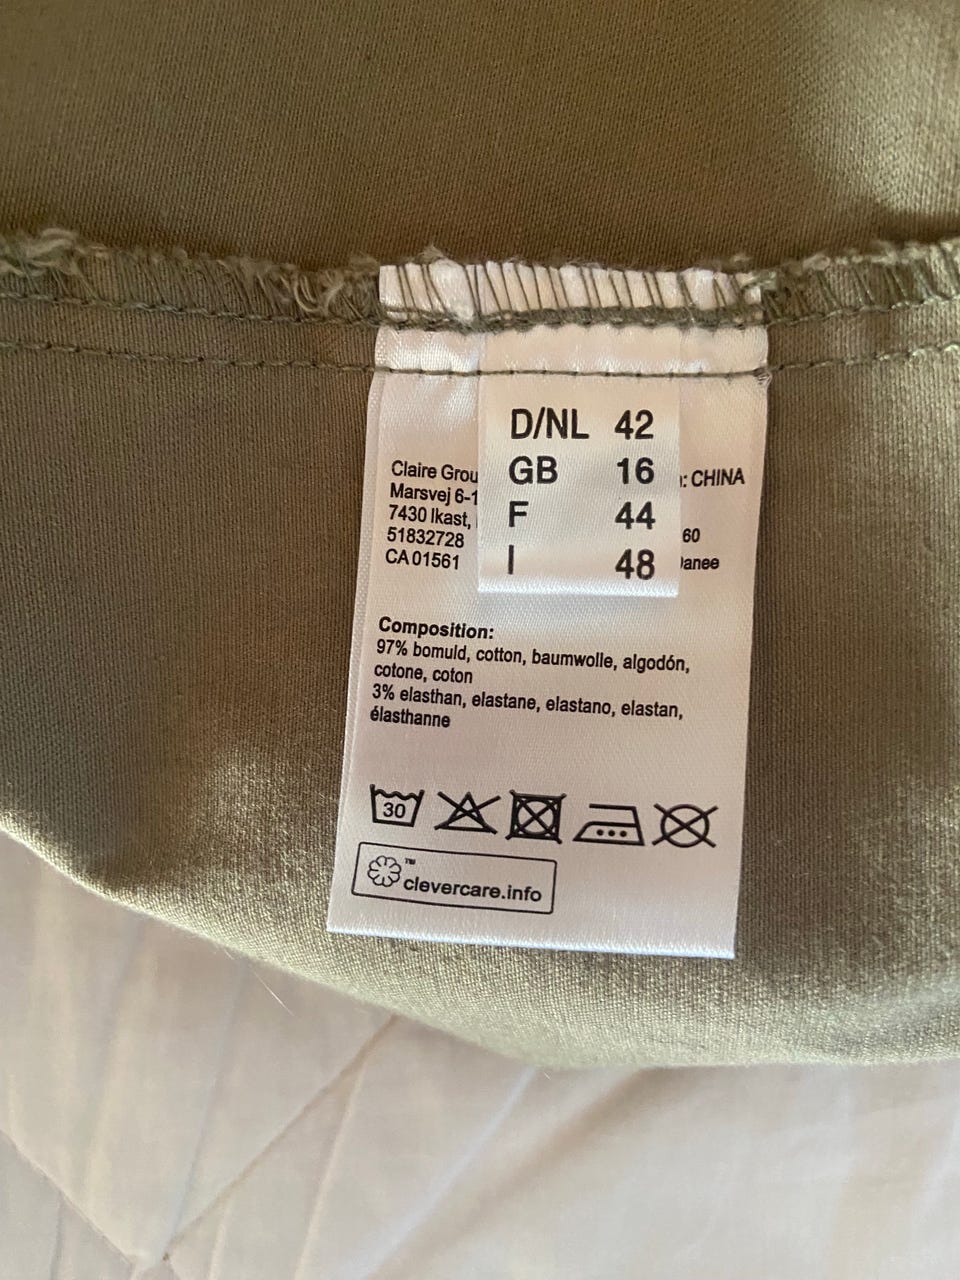 D/NL 42
GB 16
F 44
I 48
Claire Grou
: CHINA
Marsvej 6-1
7430 Ikast,
51832728
60
CA 01561
Danee
Composition:
97% bomuld, cotton, baumwolle, algodón,
cotone, coton
3% elasthan, elastane, elastano, elastan,
élasthanne
30
™
clevercare.info